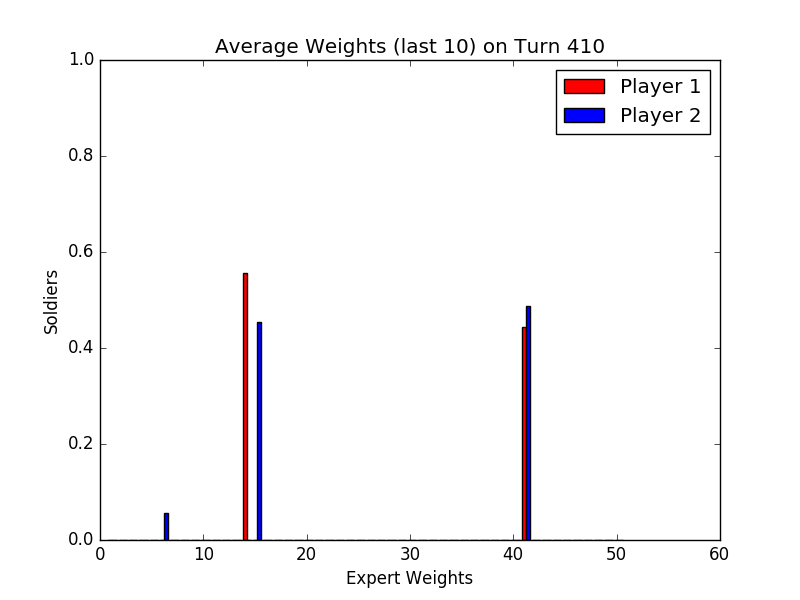 Average Weights (last 10) on Turn 410
Player 1
Player 2
1.0
0.8
0.6
0.4
0.2
0.0
Soldiers
0 10 20 30 40 50 60
Expert Weights